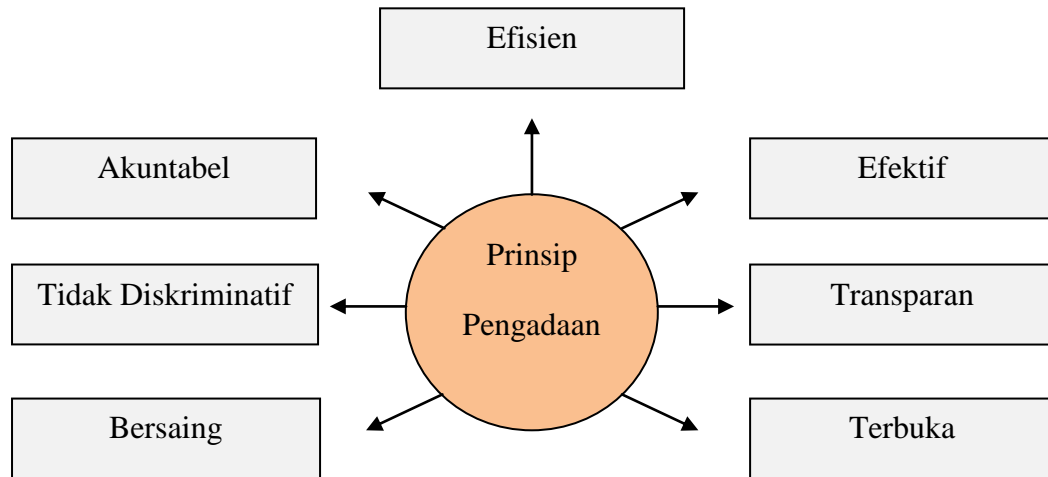 Efisien
Akuntabel
Efektif
Prinsip
Pengadaan
Tidak Diskriminatif
Transparan
Bersaing
Terbuka